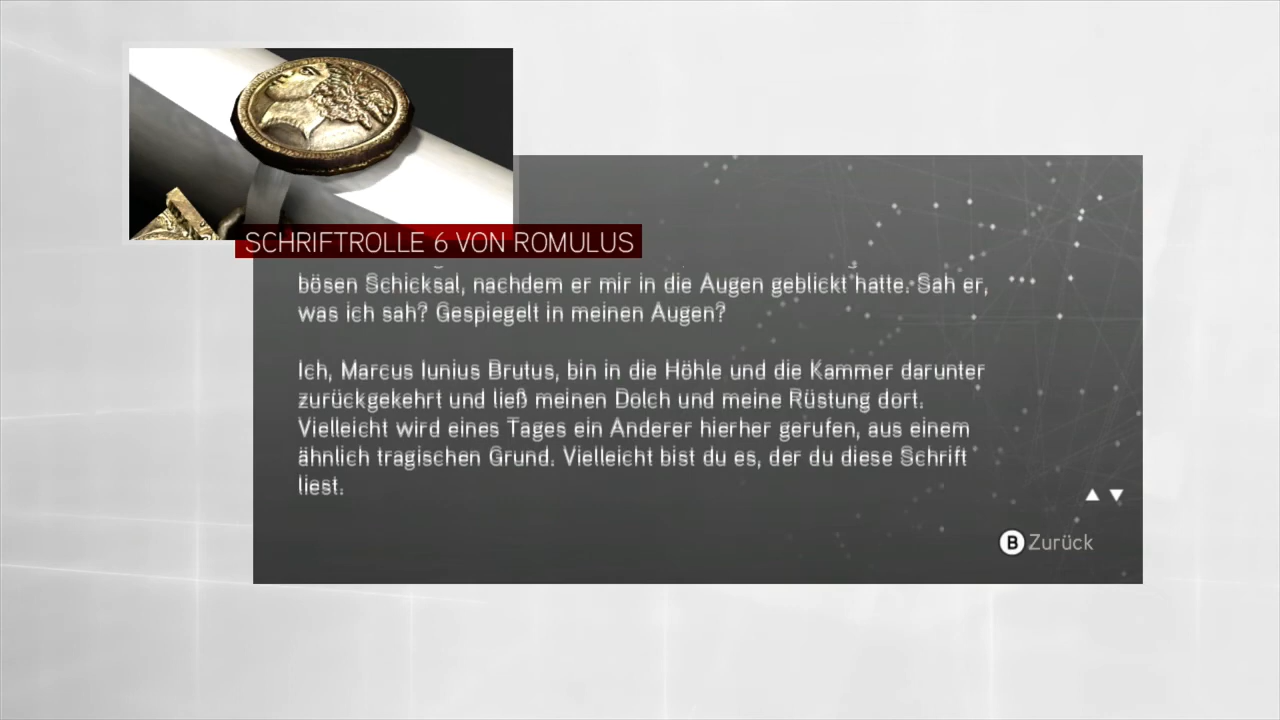 SCHRIFTROLLE 6 VON ROMULUS
bösen Schicksal, nachdem er mir in die Augen geblickt hatte. Sah er,
was ich sah? Gespiegelt in meinen Augen?
Ich, Marcus Iunius Brutus, bin in die Höhle und die Kammer darunter
zurückgekehrt und ließ meinen Dolch und meine Rüstung dort.
Vielleicht wird eines Tages ein Anderer hierher gerufen, aus einem
ähnlich tragischen Grund. Vielleicht bist du es, der du diese Schrift
liest.
B Zurück